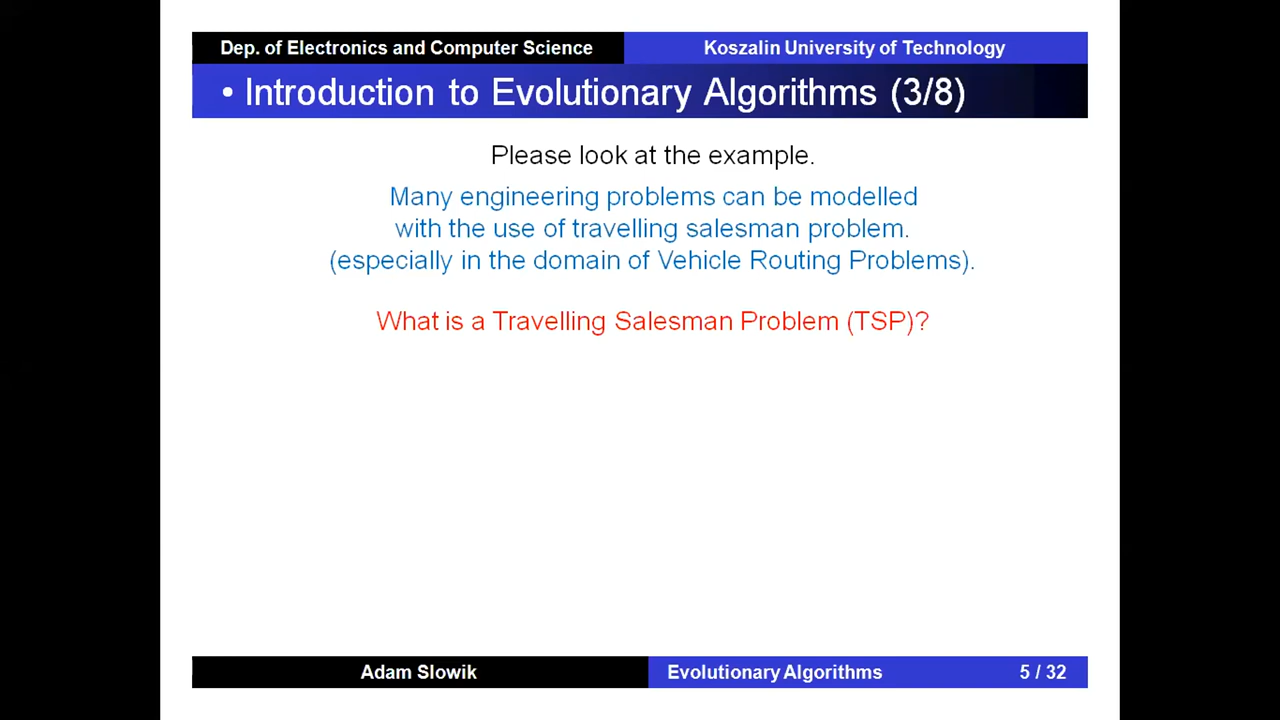 Dep. of Electronics and Computer Science
Koszalin University of Technology
• Introduction to Evolutionary Algorithms (3/8)
Please look at the example.
Many engineering problems can be modelled
with the use of travelling salesman problem.
(especially in the domain of Vehicle Routing Problems).
What is a Travelling Salesman Problem (TSP)?
Adam Slowik
Evolutionary Algorithms
5 / 32